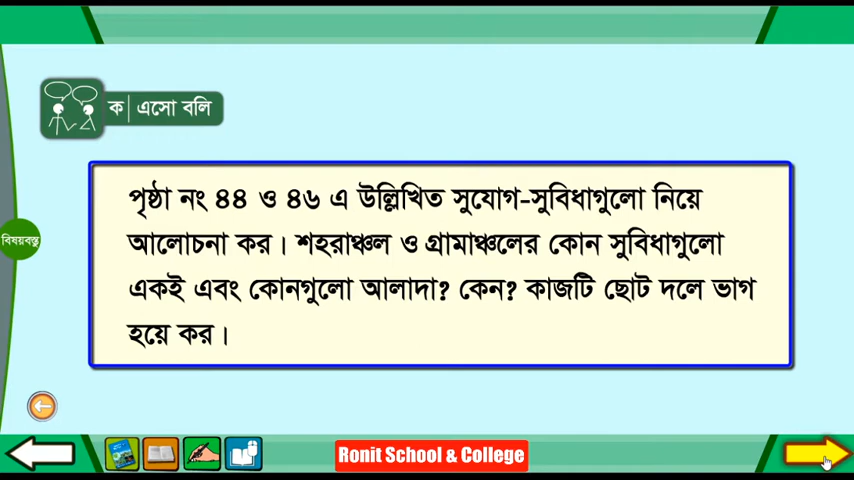 ক | এসো বলি
পৃষ্ঠা নং ৪৪ ও ৪৬ এ উল্লিখিত সুযোগ-সুবিধাগুলো নিয়ে
আলোচনা কর। শহরাঞ্চল ও গ্রামাঞ্চলের কোন সুবিধাগুলো
একই এবং কোনগুলো আলাদা? কেন? কাজটি ছোট দলে ভাগ
হয়ে কর।
বিষয়বস্তু
Ronit School & College